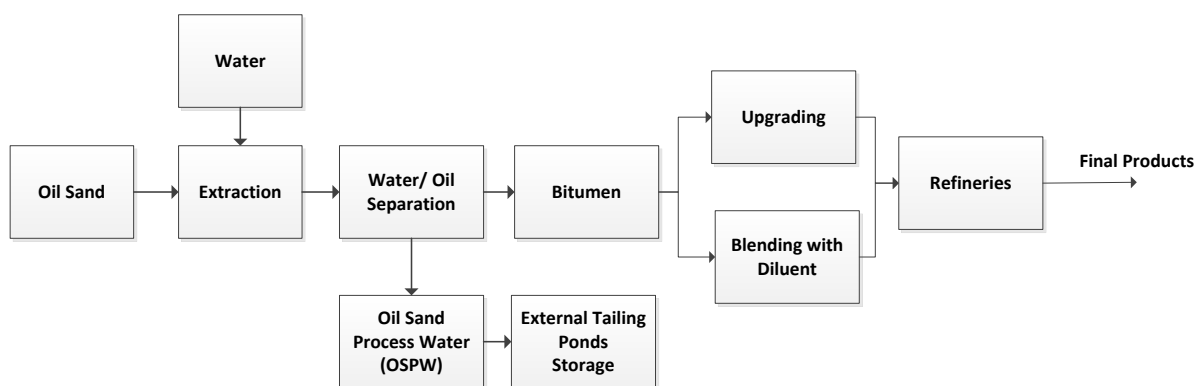 Water
Oil Sand
Extraction
Water/ Oil
Separation
Bitumen
Upgrading
Blending with
Diluent
Refineries
Final Products
Oil Sand
Process Water
(OSPW)
External Tailing
Ponds
Storage